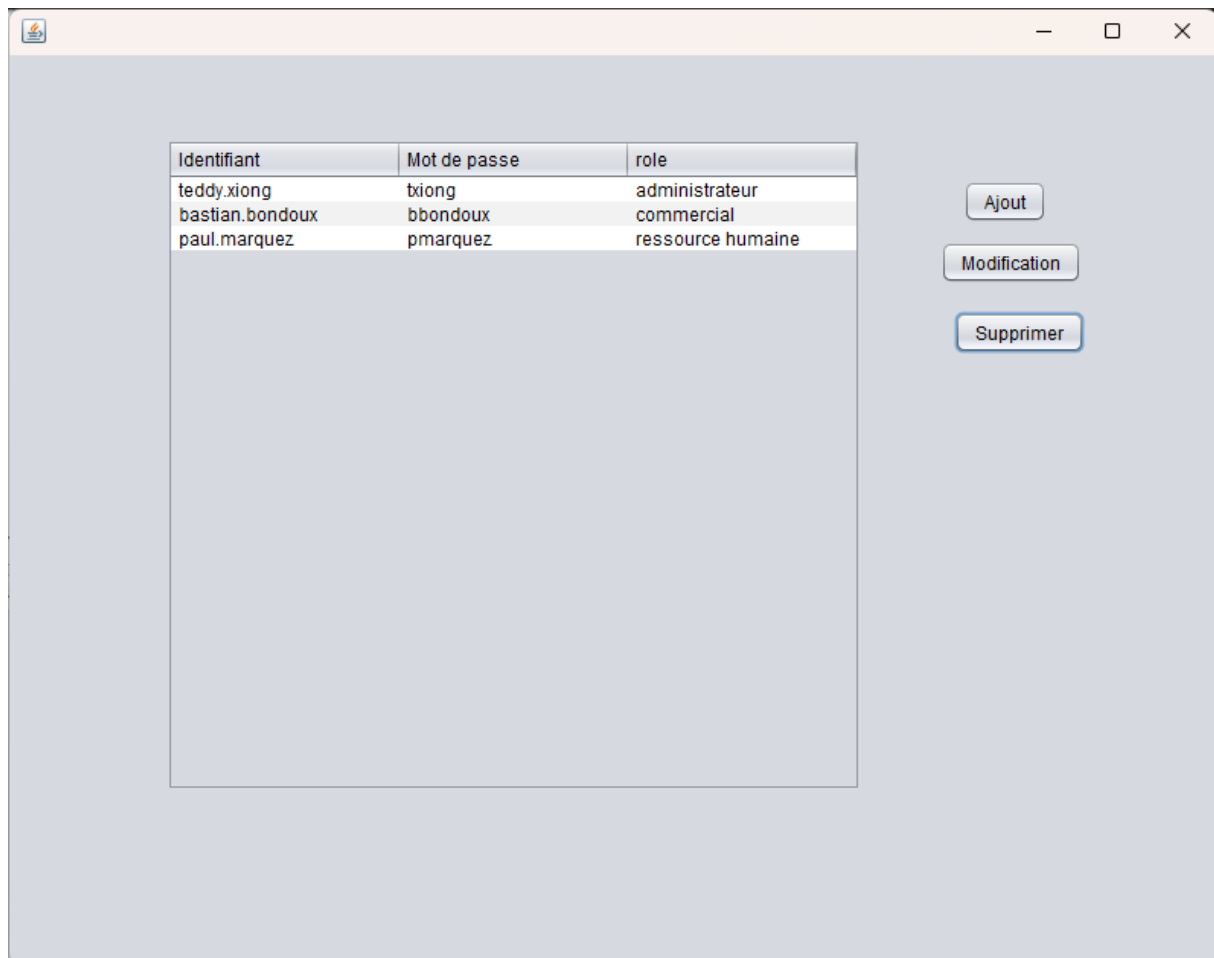 Identifiant Mot de passe role
teddy.xiong txiong administrateur
bastian.bondoux bbondoux commercial
paul.marquez pmarquez ressource humaine
Ajout
Modification
Supprimer